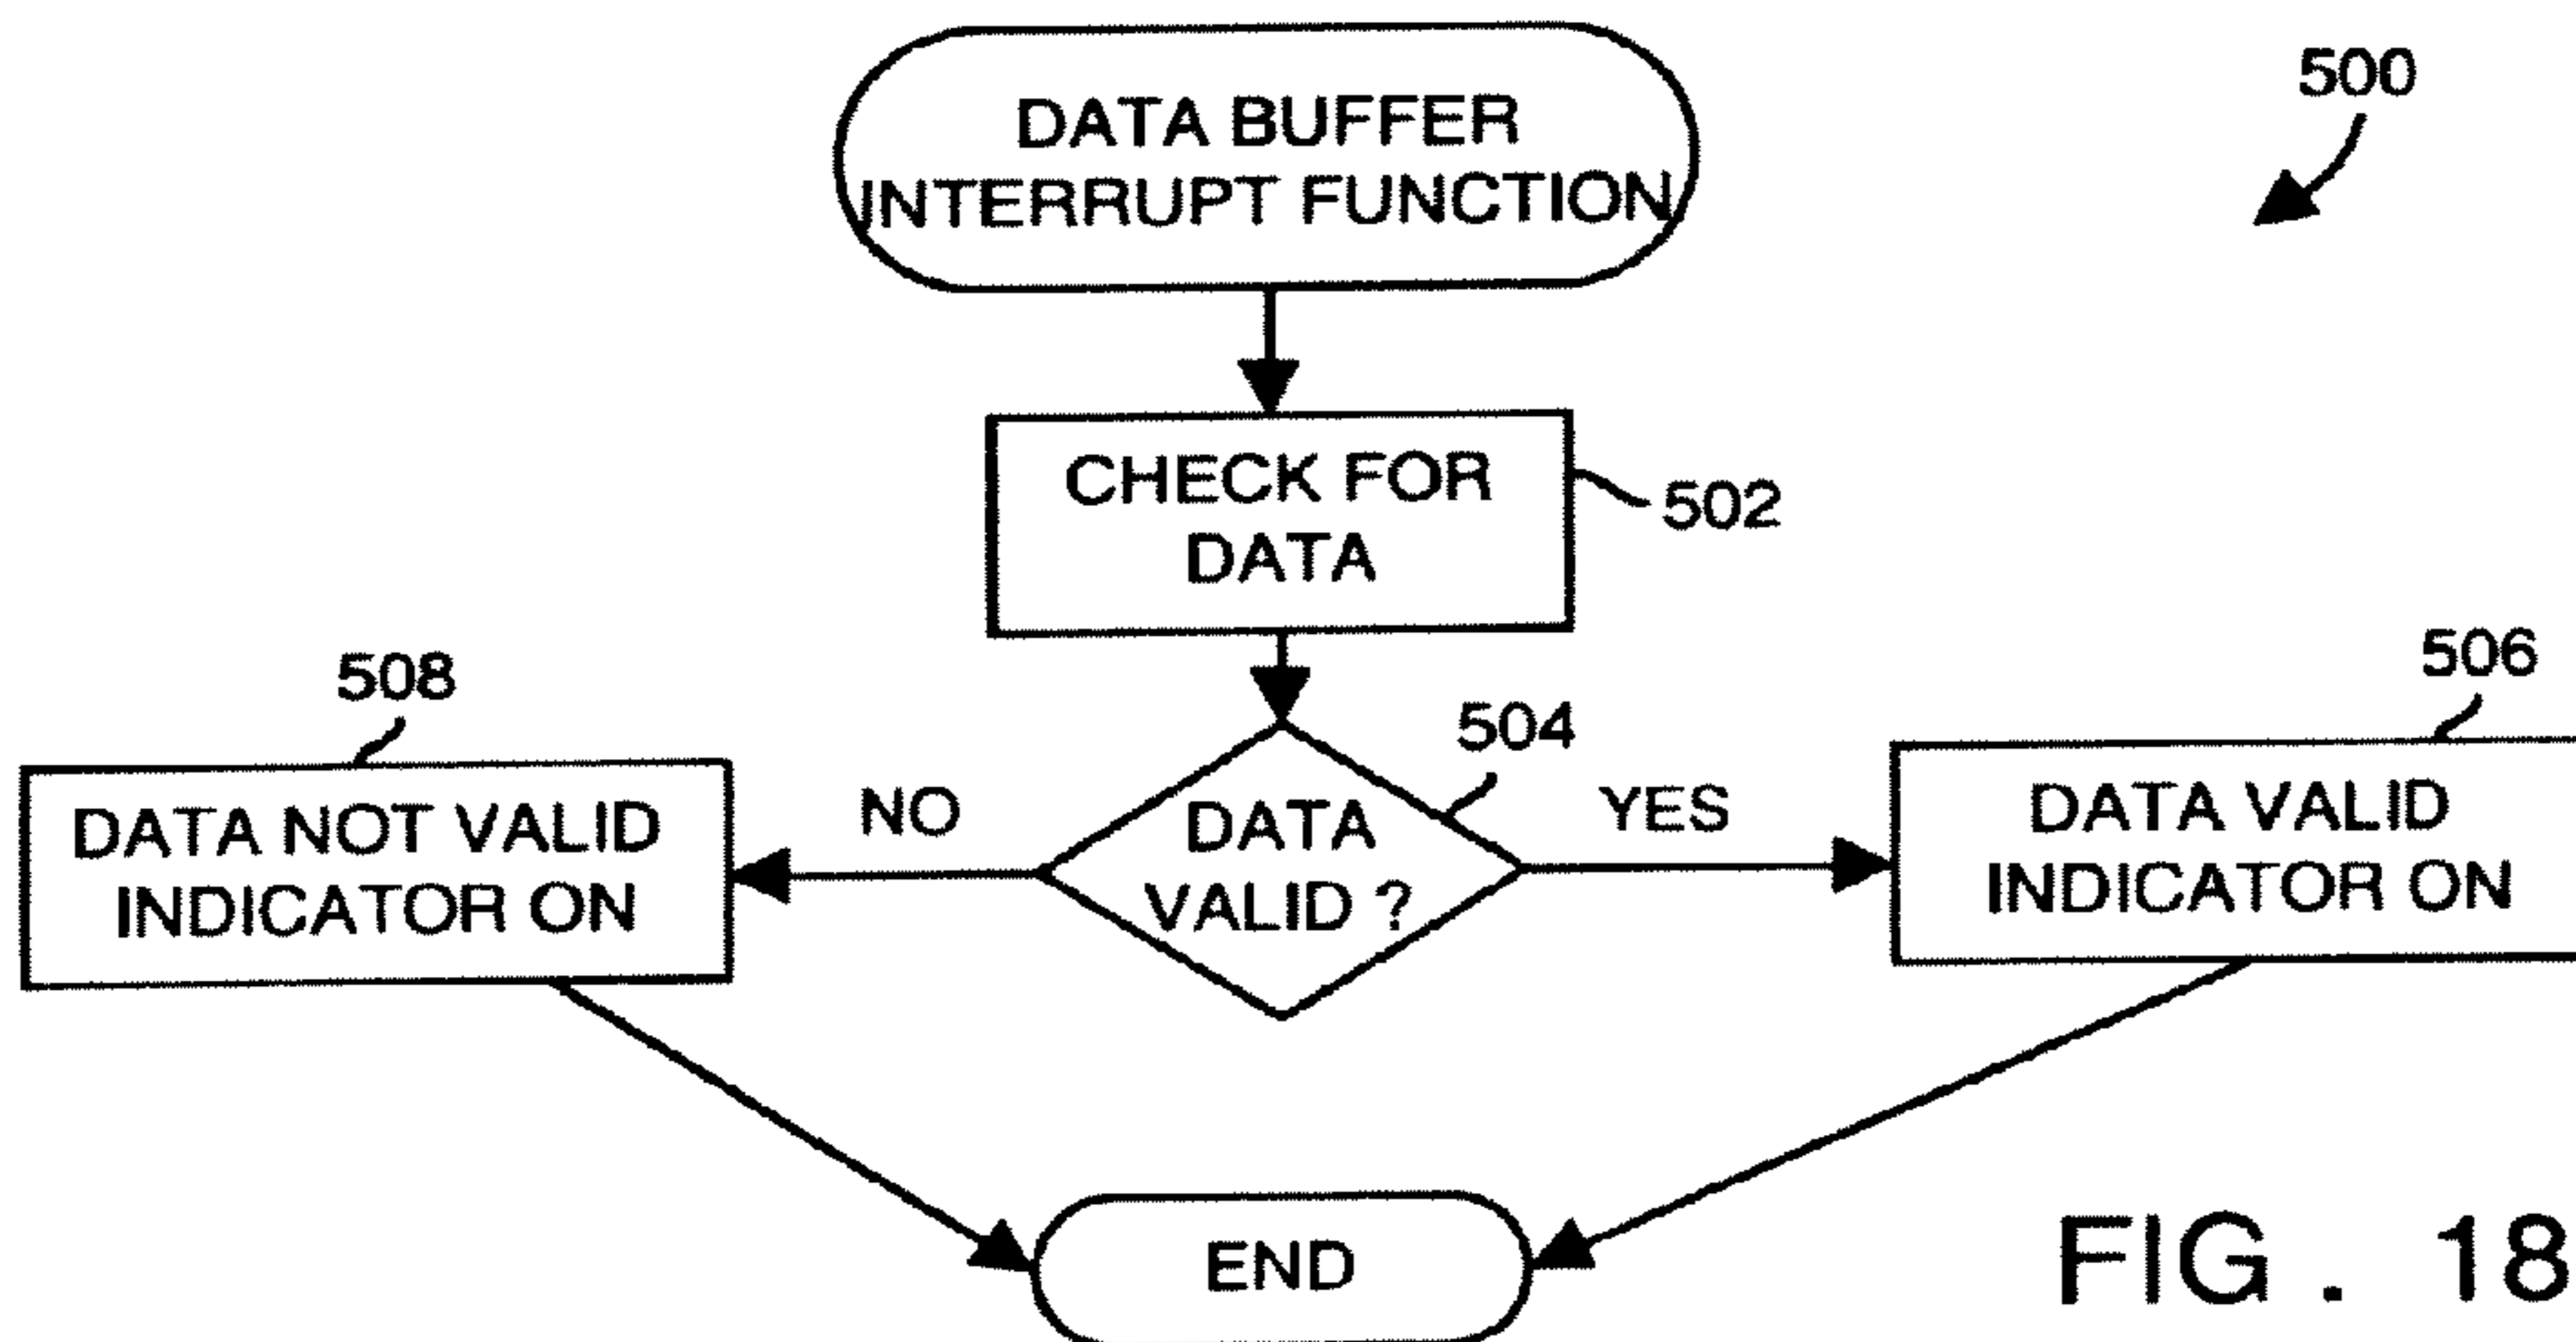 DATA BUFFER
INTERRUPT FUNCTION
500
CHECK FOR
DATA
502
508
504
506
DATA NOT VALID
INDICATOR ON
NO
DATA
VALID ?
YES
DATA VALID
INDICATOR ON
END
FIG . 18